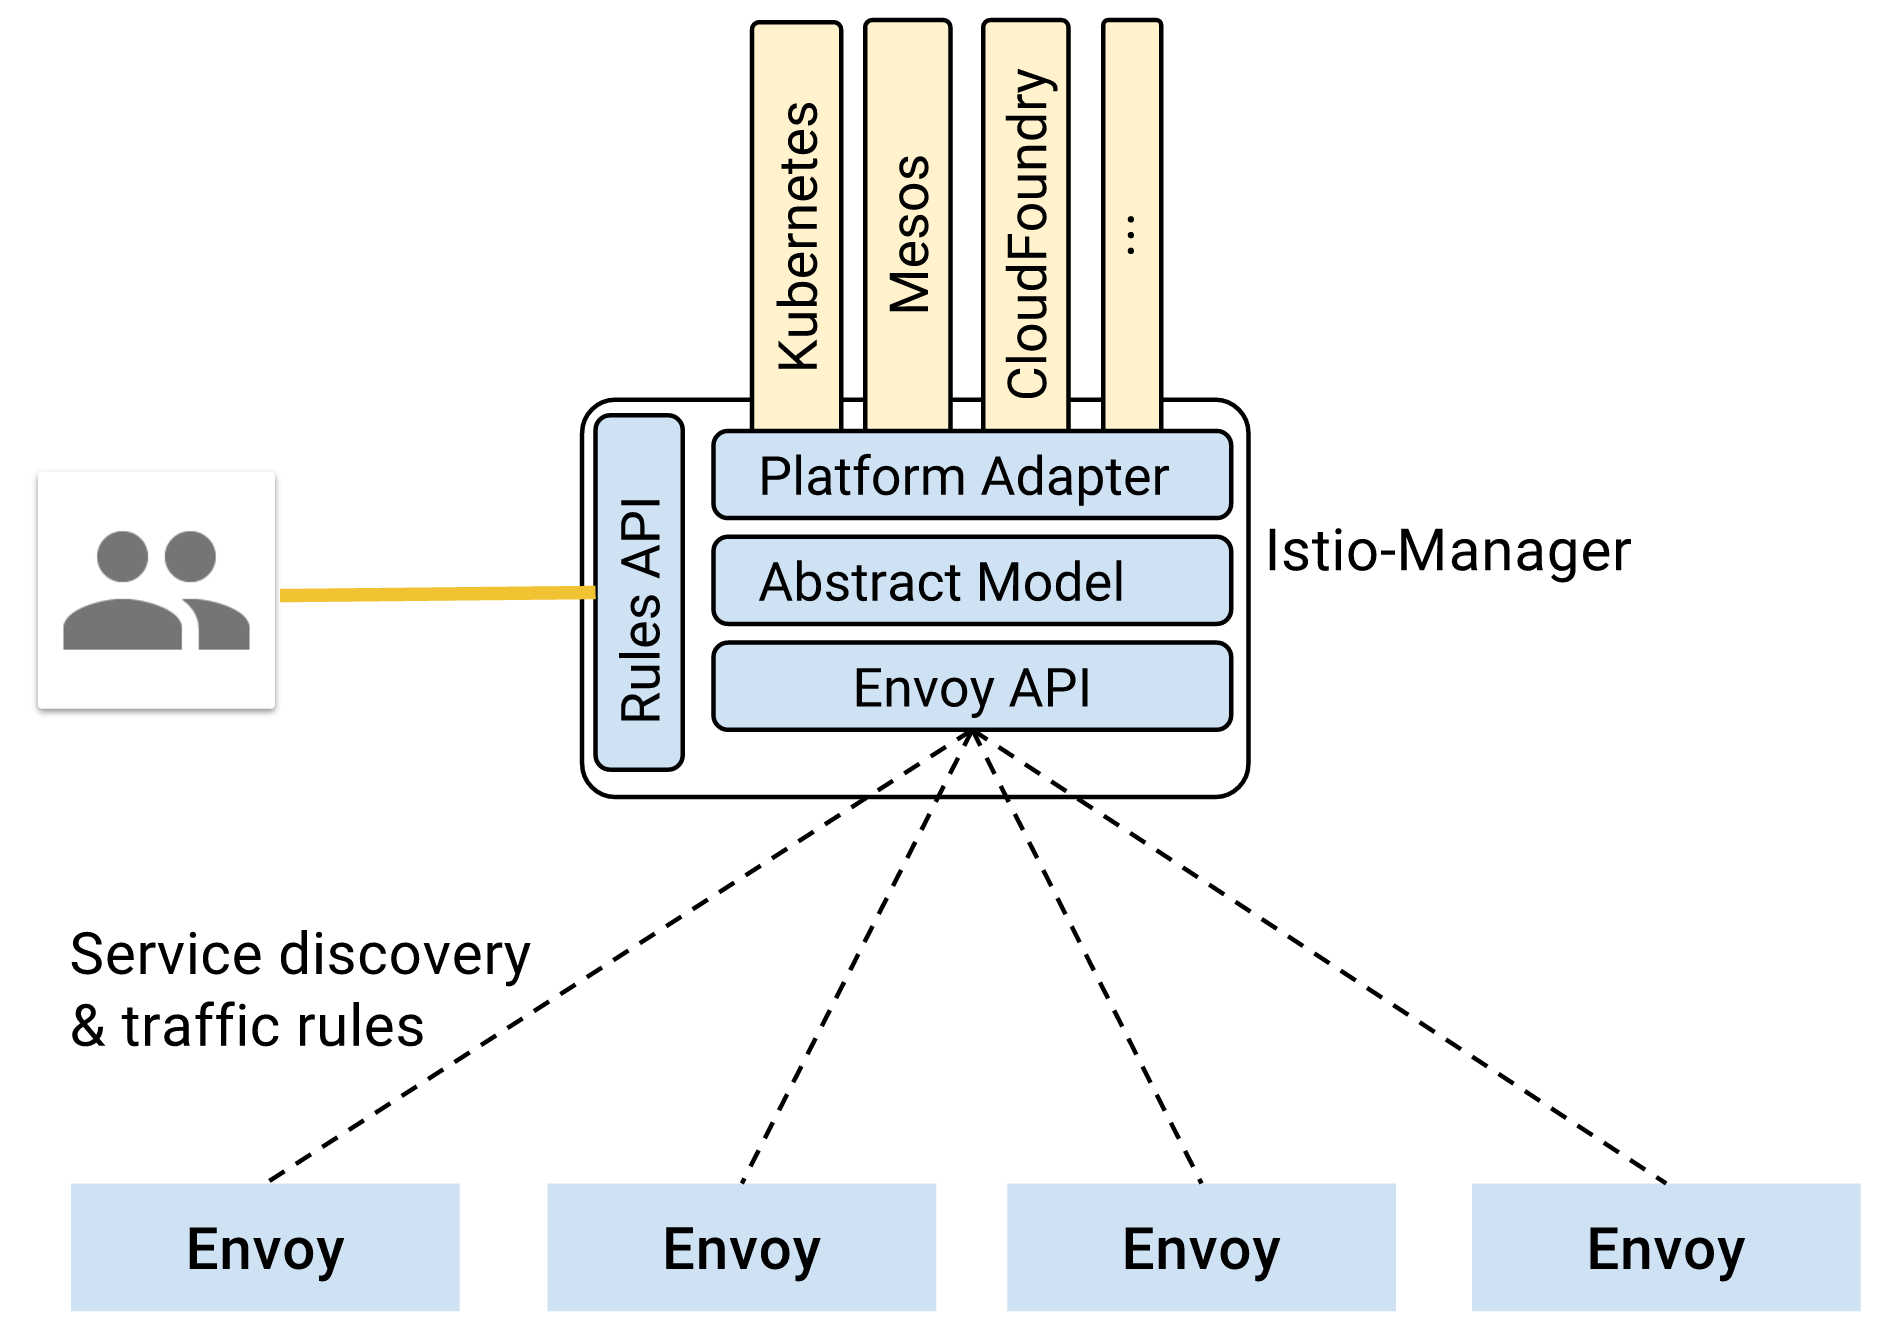 Kubernetes
Mesos
CloudFoundry
...
Rules API
Platform Adapter
Abstract Model
Envoy API
Istio-Manager
Service discovery
& traffic rules
Envoy
Envoy
Envoy
Envoy